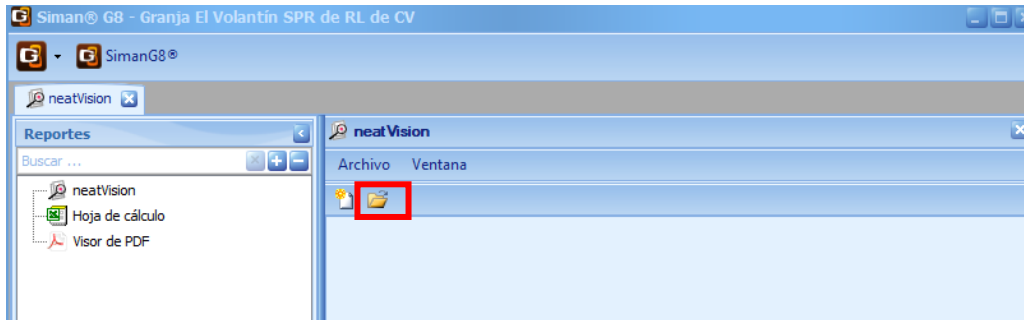 Siman® G8 - Granja El Volantín SPR de RL de CV
SimanG8®
neatVision
Reportes
Buscar ...
neatVision
Hoja de cálculo
Visor de PDF
neatVision
Archivo Ventana